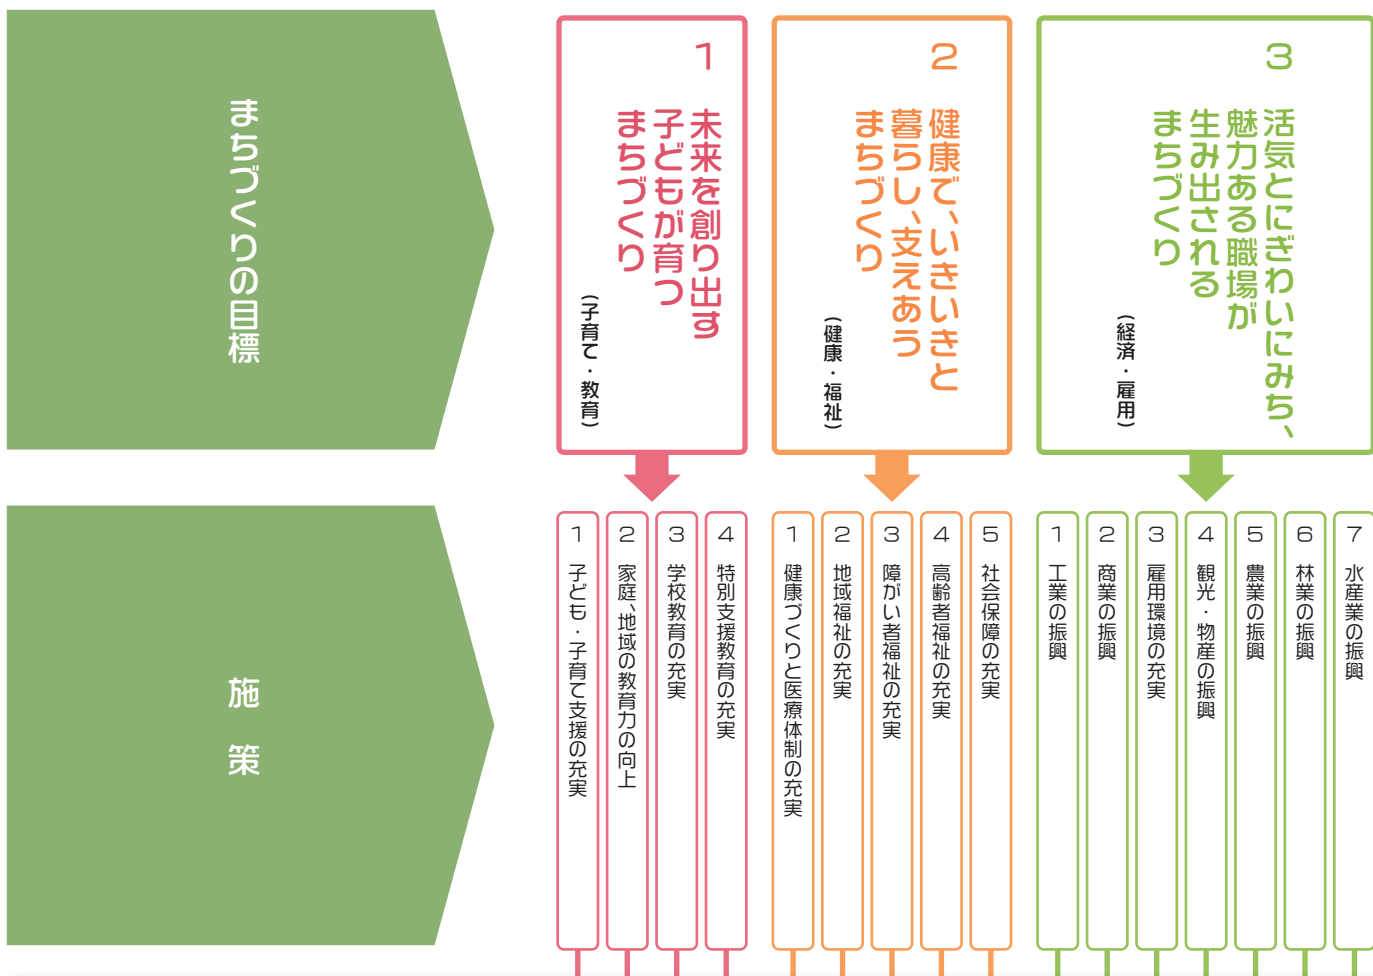 まちづくりの目標
1
未来を創り出す
子どもが育つ
まちづくり
(子育て・教育)
2
健康で、いきいきと
暮らし、支えあう
まちづくり
(健康・福祉)
3
活気とにぎわいにみち、
魅力ある職場が
生み出される
まちづくり
(経済・雇用)
施策
1 子ども・子育て支援の充実
2 家庭、地域の教育力の向上
3 学校教育の充実
4 特別支援教育の充実
1 健康づくりと医療体制の充実
2 地域福祉の充実
3 障がい者福祉の充実
4 高齢者福祉の充実
5 社会保障の充実
1 工業の振興
2 商業の振興
3 雇用環境の充実
4 観光・物産の振興
5 農業の振興
6 林業の振興
7 水産業の振興